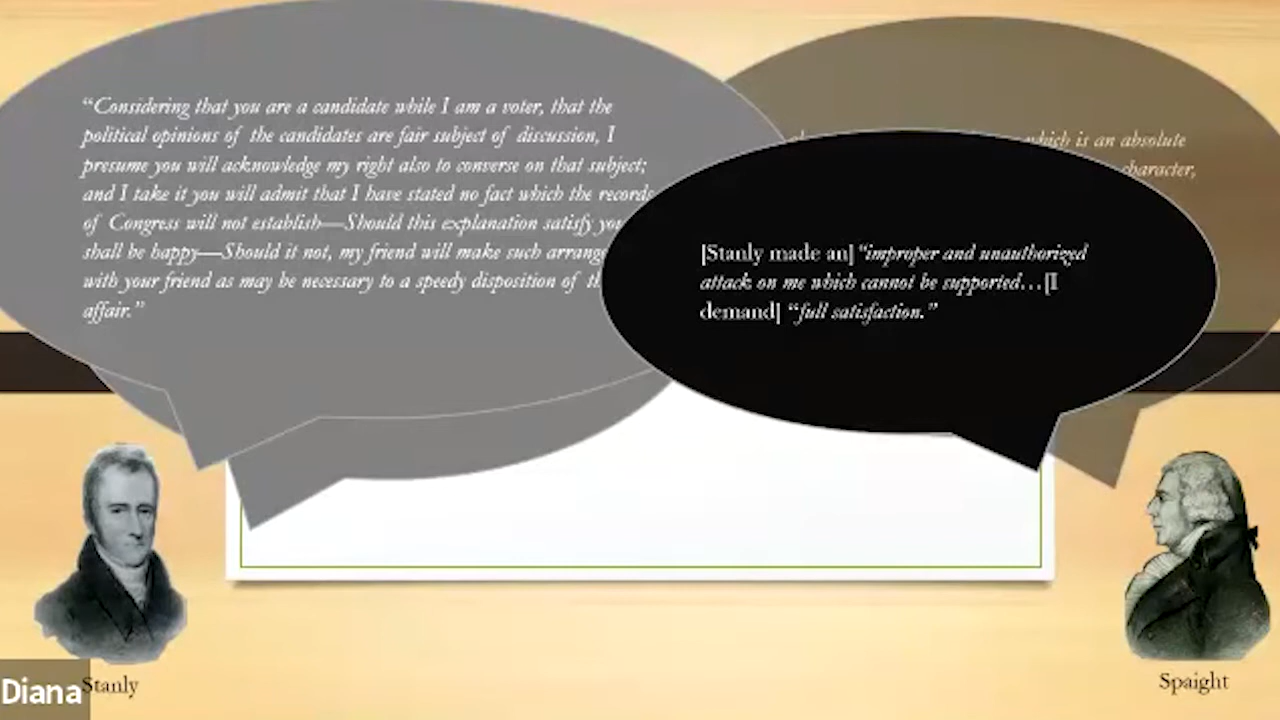 “Considering that you are a candidate while I am a voter, that the
political opinions of the candidates are fair subject of discussion, I
presume you will acknowledge my right also to converse on that subject;
and I take it you will admit that I have stated no fact which the records
of Congress will not establish—Should this explanation satisfy
shall be happy—Should it not, my friend will make such
with your friend as may be necessary to a speedy disposition of
affair.”
which is an absolute
character,
[Stanly made an] “improper and unauthorized
attack on me which cannot be supported…[I
demand] “full satisfaction.”
Stanly
Spaight
Diana